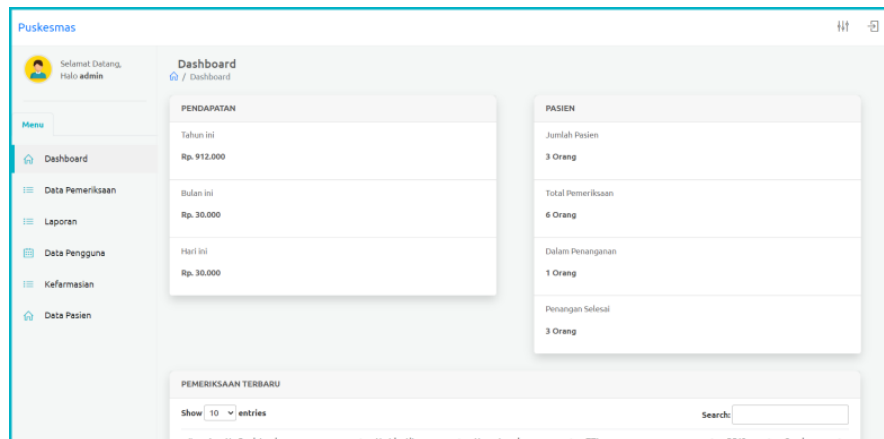 Puskesmas
Selamat Datang,
Halo admin
Menu
Dashboard
Data Pemeriksaan
Laporan
Data Pengguna
Kefarmasian
Data Pasien
Dashboard
/ Dashboard
PENDAPATAN
Tahun ini
Rp. 912.000
Bulan ini
Rp. 30.000
Hari ini
Rp. 30.000
PASIEN
Jumlah Pasien
3 Orang
Total Pemeriksaan
6 Orang
Dalam Penanganan
1 Orang
Penangan Selesai
3 Orang
PEMERIKSAAN TERBARU
Show 10 entries
Search: